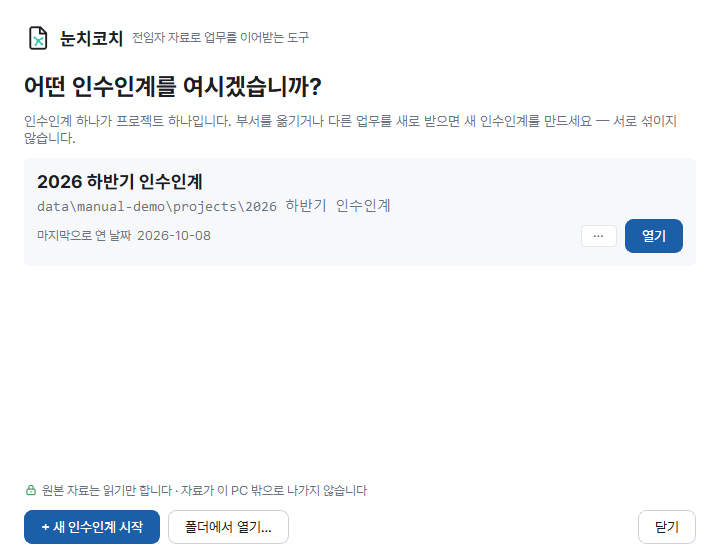 눈치코치 전임자 자료로 업무를 이어받는 도구
어떤 인수인계를 여시겠습니까?
인수인계 하나가 프로젝트 하나입니다. 부서를 옮기거나 다른 업무를 새로 받으면 새 인수인계를 만드세요 — 서로 섞이지
않습니다.
2026 하반기 인수인계
data\manual-demo\projects\2026 하반기 인수인계
마지막으로 연 날짜 2026-10-08
... 열기
원본 자료는 읽기만 합니다 · 자료가 이 PC 밖으로 나가지 않습니다
+ 새 인수인계 시작 폴더에서 열기... 닫기